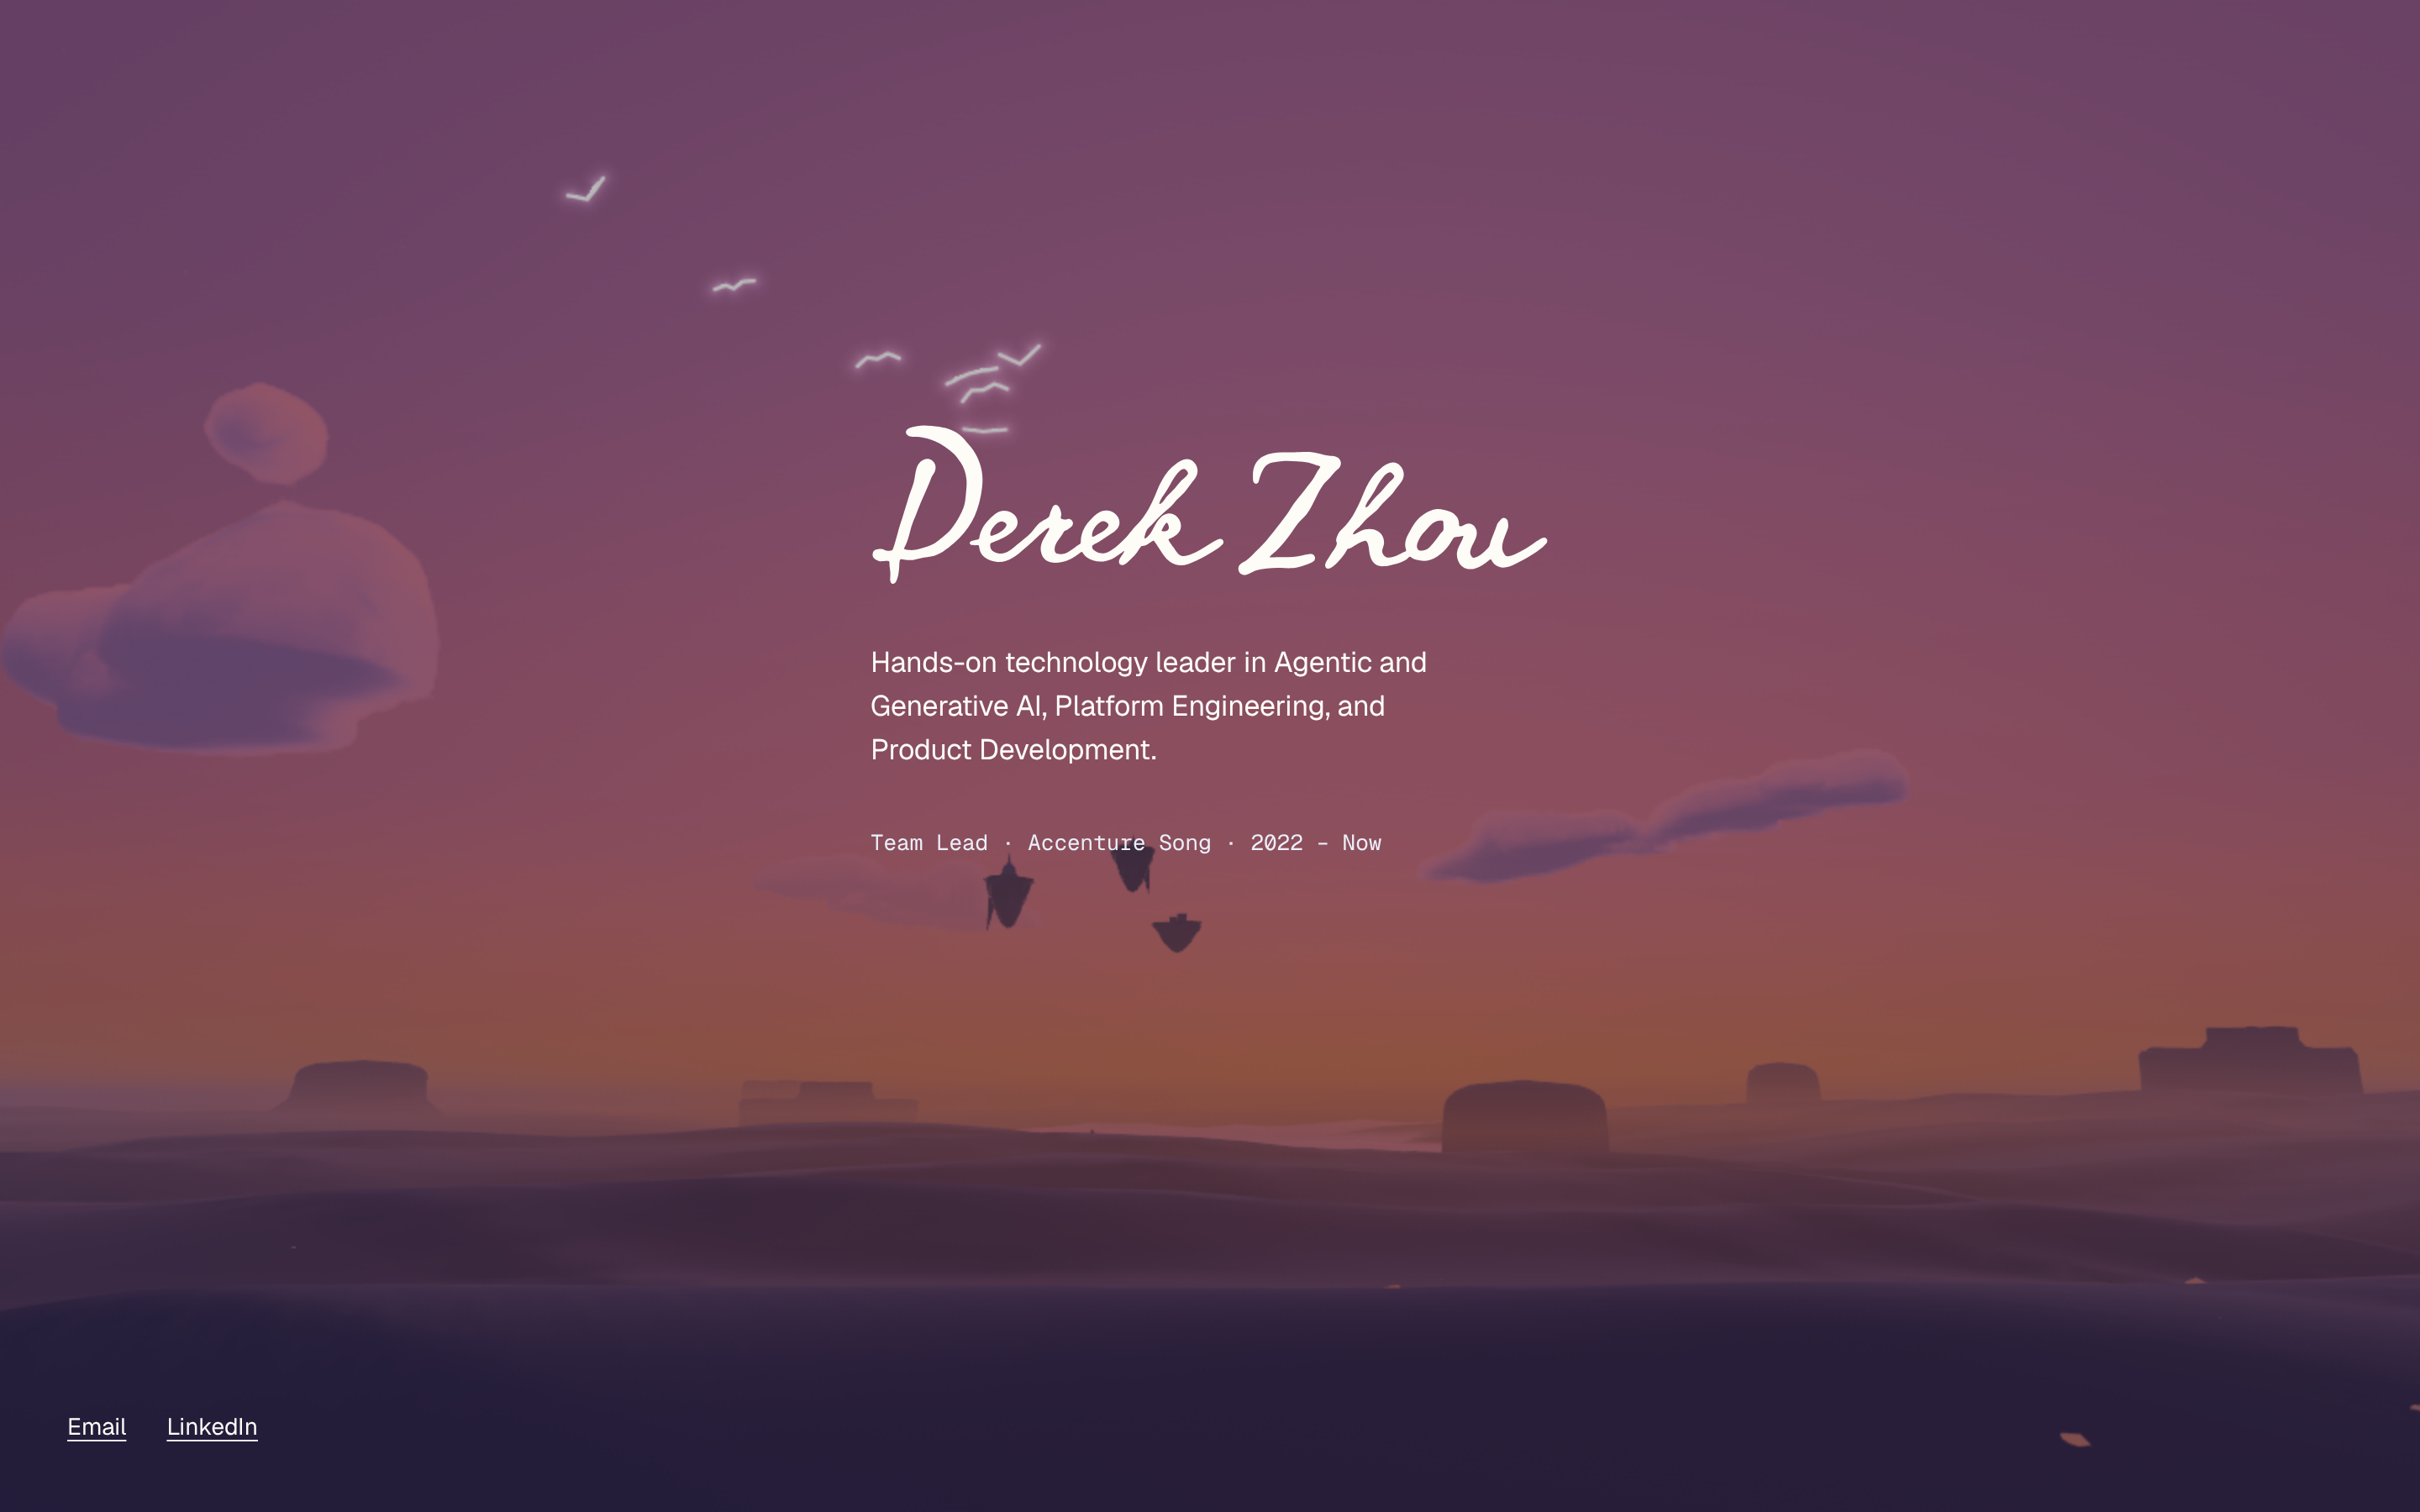 Derek Zhou
Hands-on technology leader in Agentic and
Generative AI, Platform Engineering, and
Product Development.
Team Lead · Accenture Song · 2022 – Now
Email LinkedIn